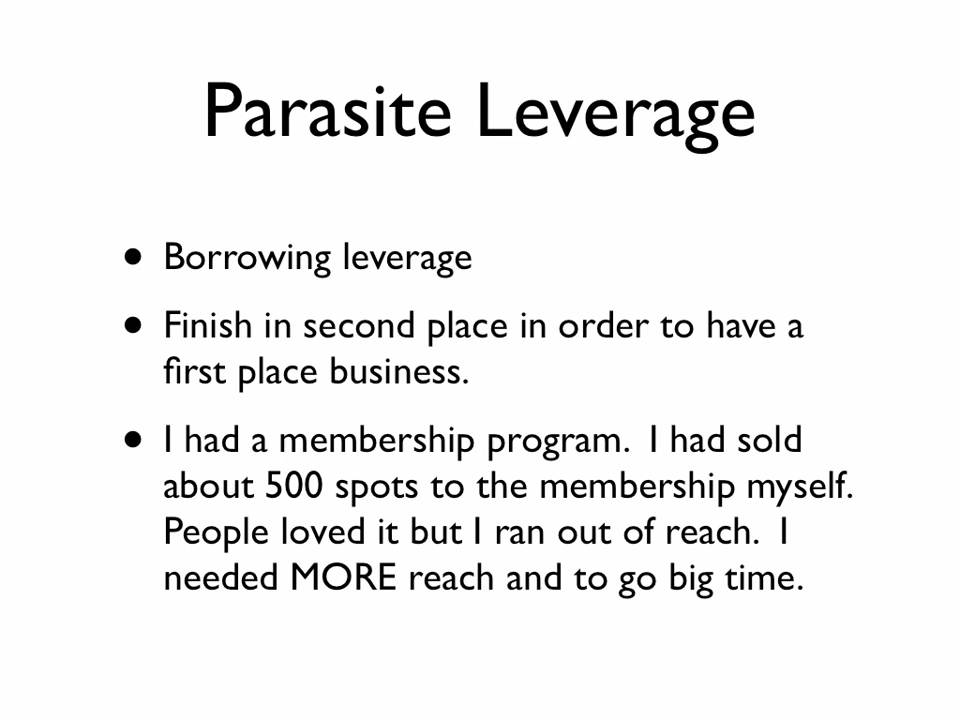 Parasite Leverage
• Borrowing leverage
• Finish in second place in order to have a
first place business.
• I had a membership program.  I had sold
about 500 spots to the membership myself.
People loved it but I ran out of reach.  I
needed MORE reach and to go big time.